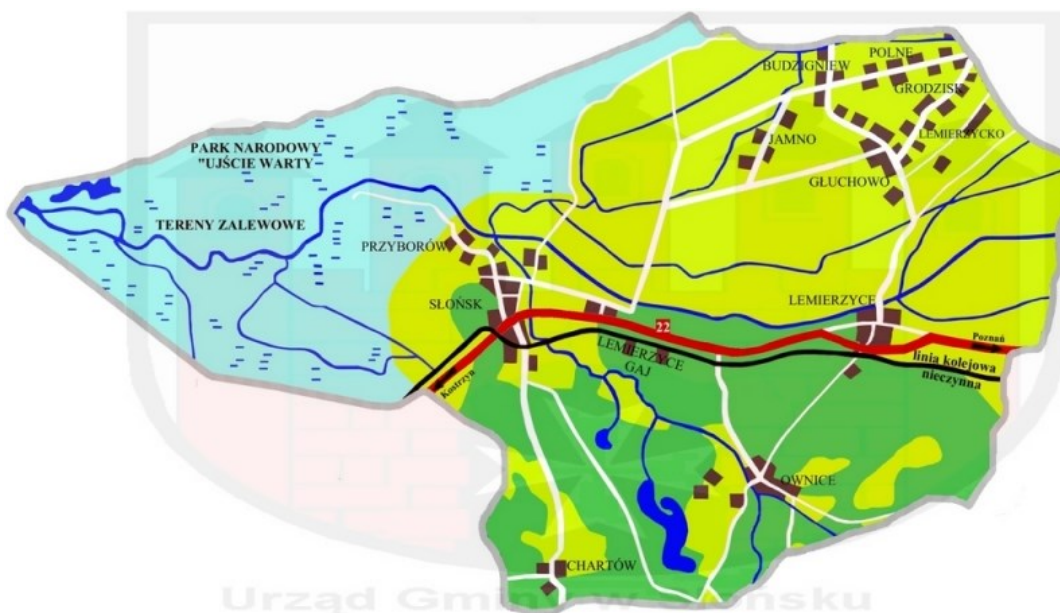 POLNE
BUDZIGNIEW
GRODZISK
LEMIERZYCKO
JAMNO
GŁUCHOWO
PARK NARODOWY
"UJŚCIE WARTY
TERENY ZALEWOWE
PRZYBORÓW
SŁOŃSK
LEMIERZYCE
22
Poznań
LEMIERZYCE
GAJ
linia kolejowa
nieczynna
Kostrzyn
OWNICE
CHARTÓW
Urząd Gminy w Słońsku